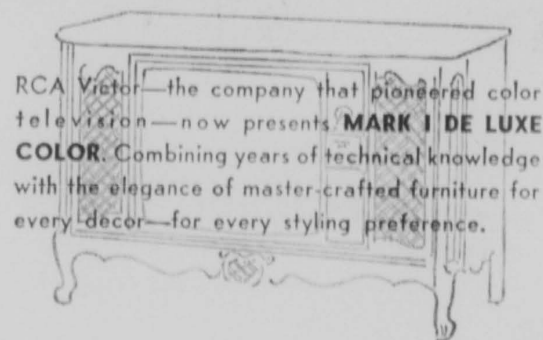 RCA Victor—the company that pioneered color
television—now presents MARK I DE LUXE
COLOR. Combining years of technical knowledge
with the elegance of master-crafted furniture for
every decor—for every styling preference.